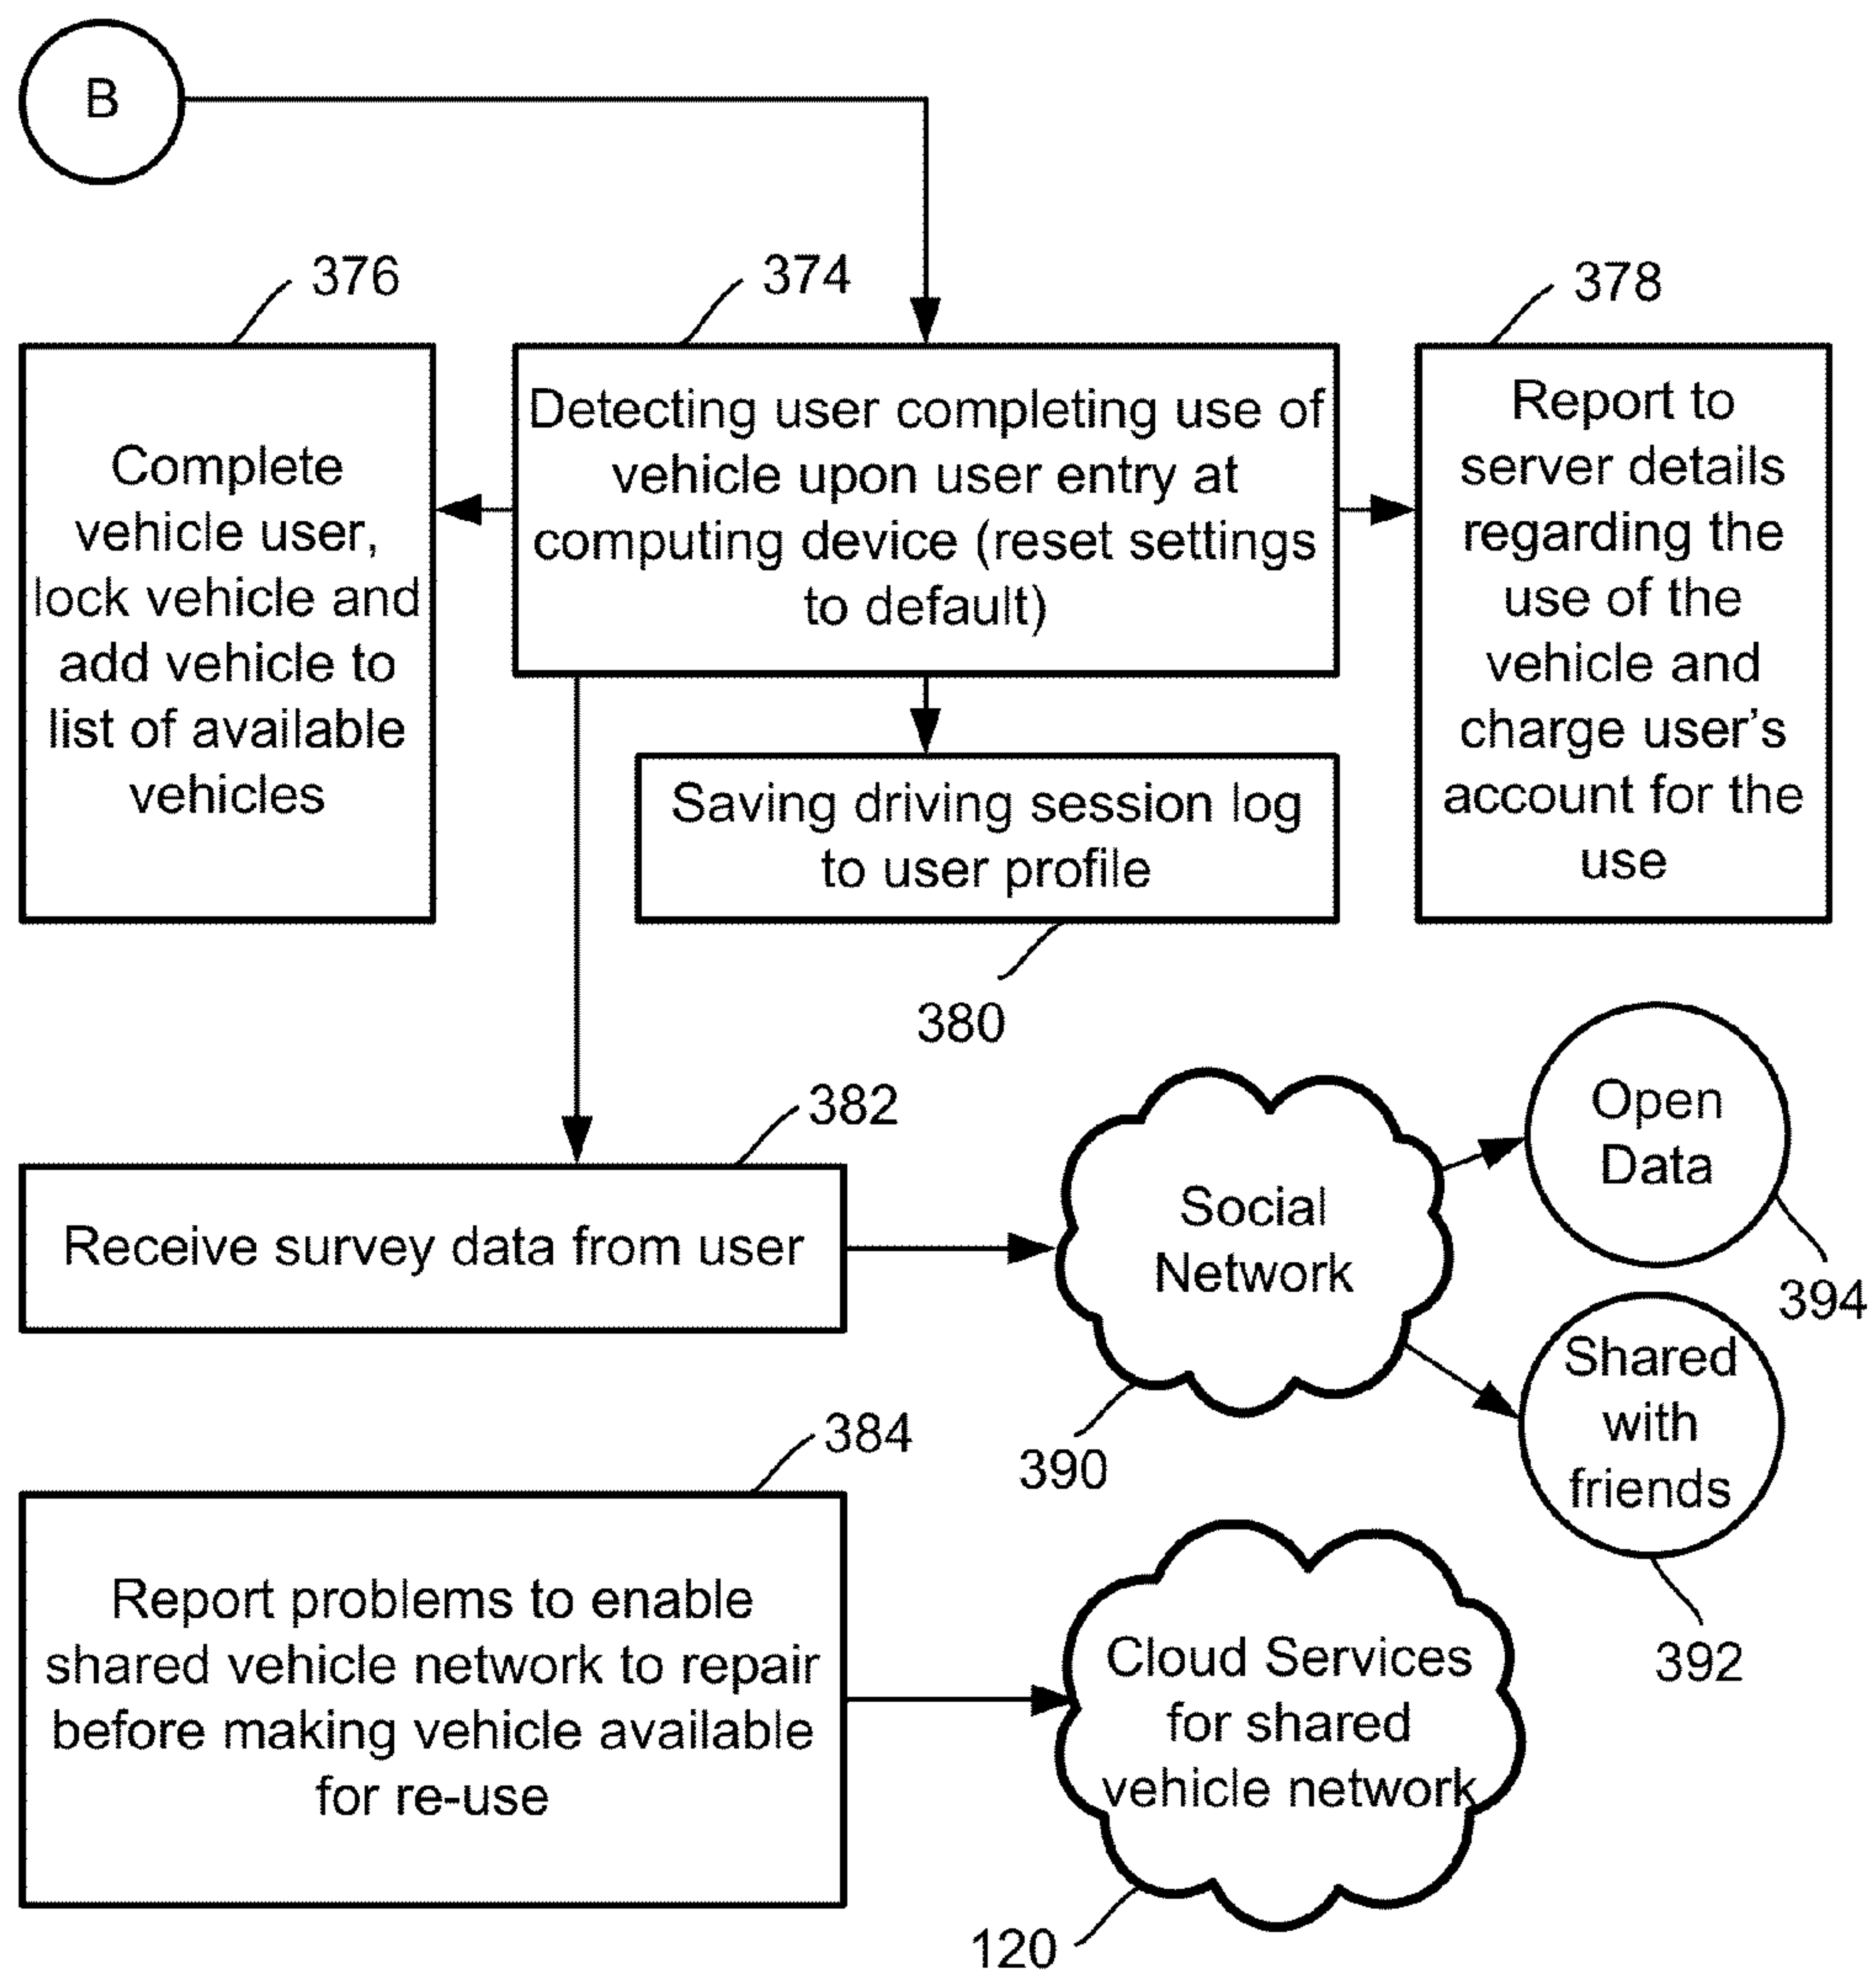 B
376
374
378
Complete
vehicle user,
lock vehicle and
add vehicle to
list of available
vehicles
Detecting user completing use of
vehicle upon user entry at
computing device (reset settings
to default)
Report to
server details
regarding the
use of the
vehicle and
charge user's
account for the
use
Saving driving session log
to user profile
380
382
Receive survey data from user
Social
Network
390
Open
Data
394
Shared
with
friends
392
384
Report problems to enable
shared vehicle network to repair
before making vehicle available
for re-use
Cloud Services
for shared
vehicle network
120